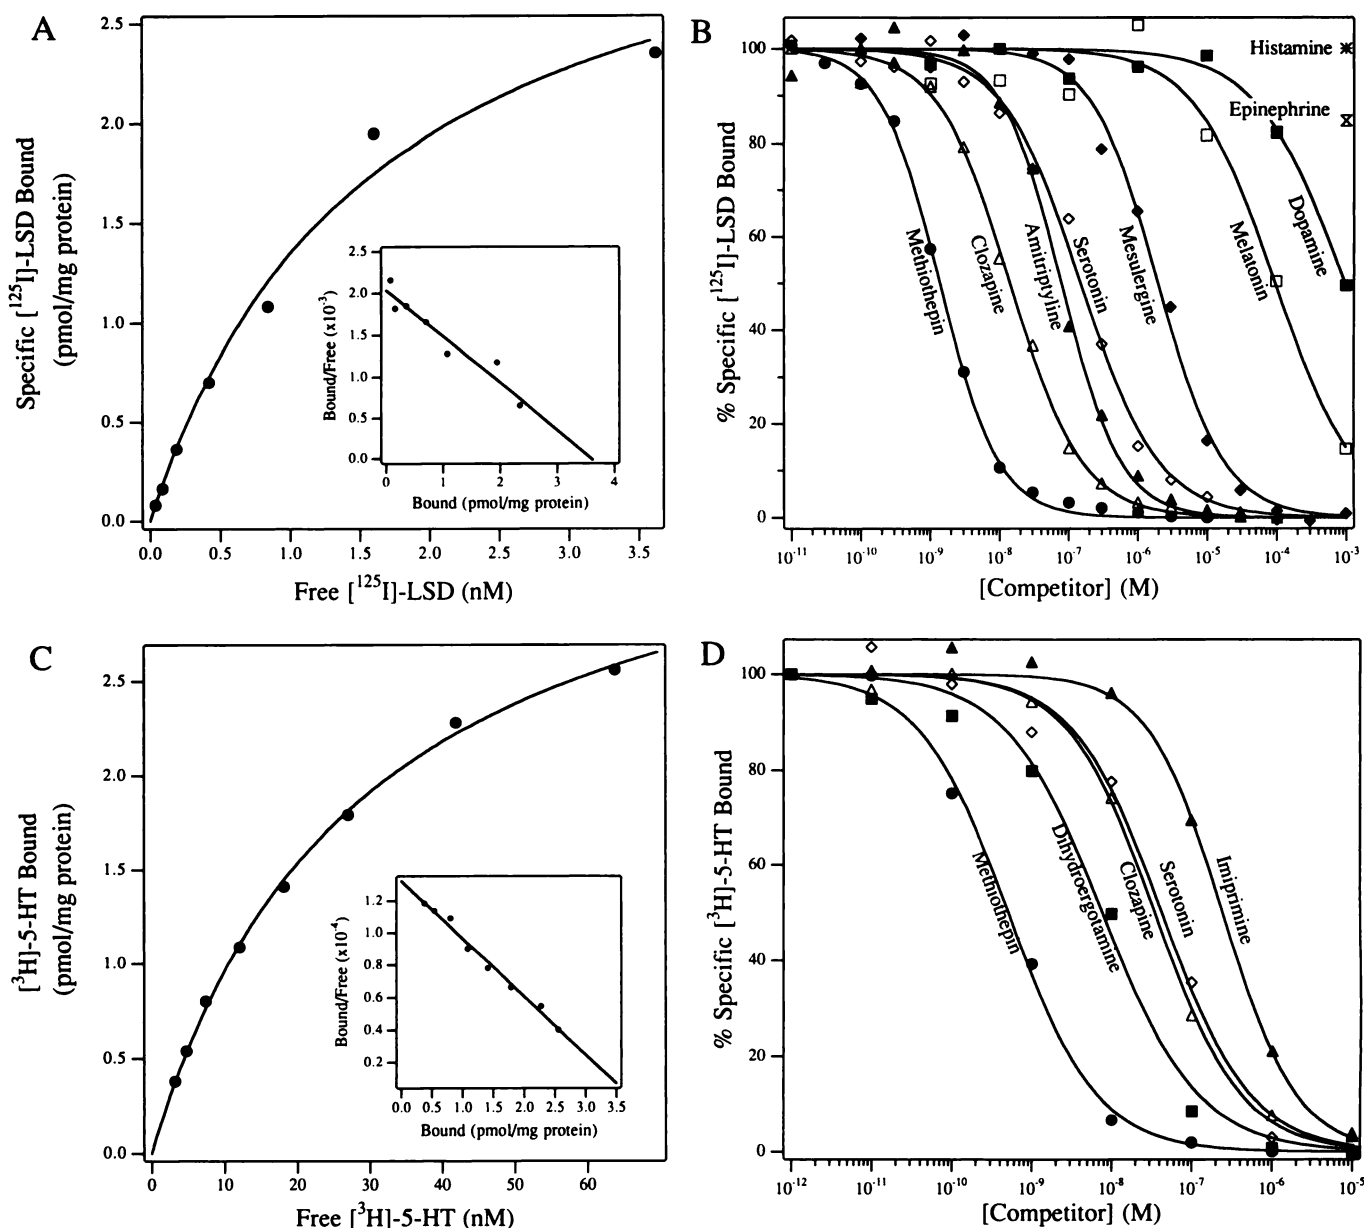 A
2.5
2.0
1.5
1.0
0.5
0.0
Specific [¹²⁵I]-LSD Bound
(pmol/mg protein)
0.0 0.5 1.0 1.5 2.0 2.5 3.0 3.5
Free [¹²⁵I]-LSD (nM)
2.5
2.0
1.5
1.0
0.5
0.0
Bound/Free (x10⁻³)
0 1 2 3 4
Bound (pmol/mg protein)
B
100
80
60
40
20
0
% Specific [¹²⁵I]-LSD Bound
Histamine
Epinephrine
Methiothepin
Clozapine
Amitriptyline
Serotonin
Mesulergine
Melatonin
Dopamine
10⁻¹¹ 10⁻¹⁰ 10⁻⁹ 10⁻⁸ 10⁻⁷ 10⁻⁶ 10⁻⁵ 10⁻⁴ 10⁻³
[Competitor] (M)
C
2.5
2.0
1.5
1.0
0.5
0.0
[³H]-5-HT Bound
(pmol/mg protein)
0 10 20 30 40 50 60
Free [³H]-5-HT (nM)
1.2
1.0
0.8
0.6
0.4
0.2
Bound/Free (x10⁻⁴)
0.0 0.5 1.0 1.5 2.0 2.5 3.0 3.5
Bound (pmol/mg protein)
D
100
80
60
40
20
0
% Specific [³H]-5-HT Bound
Methiothepin
Dihydroergotamine
Clozapine
Serotonin
Imiprimine
10⁻¹² 10⁻¹¹ 10⁻¹⁰ 10⁻⁹ 10⁻⁸ 10⁻⁷ 10⁻⁶ 10⁻⁵
[Competitor] (M)